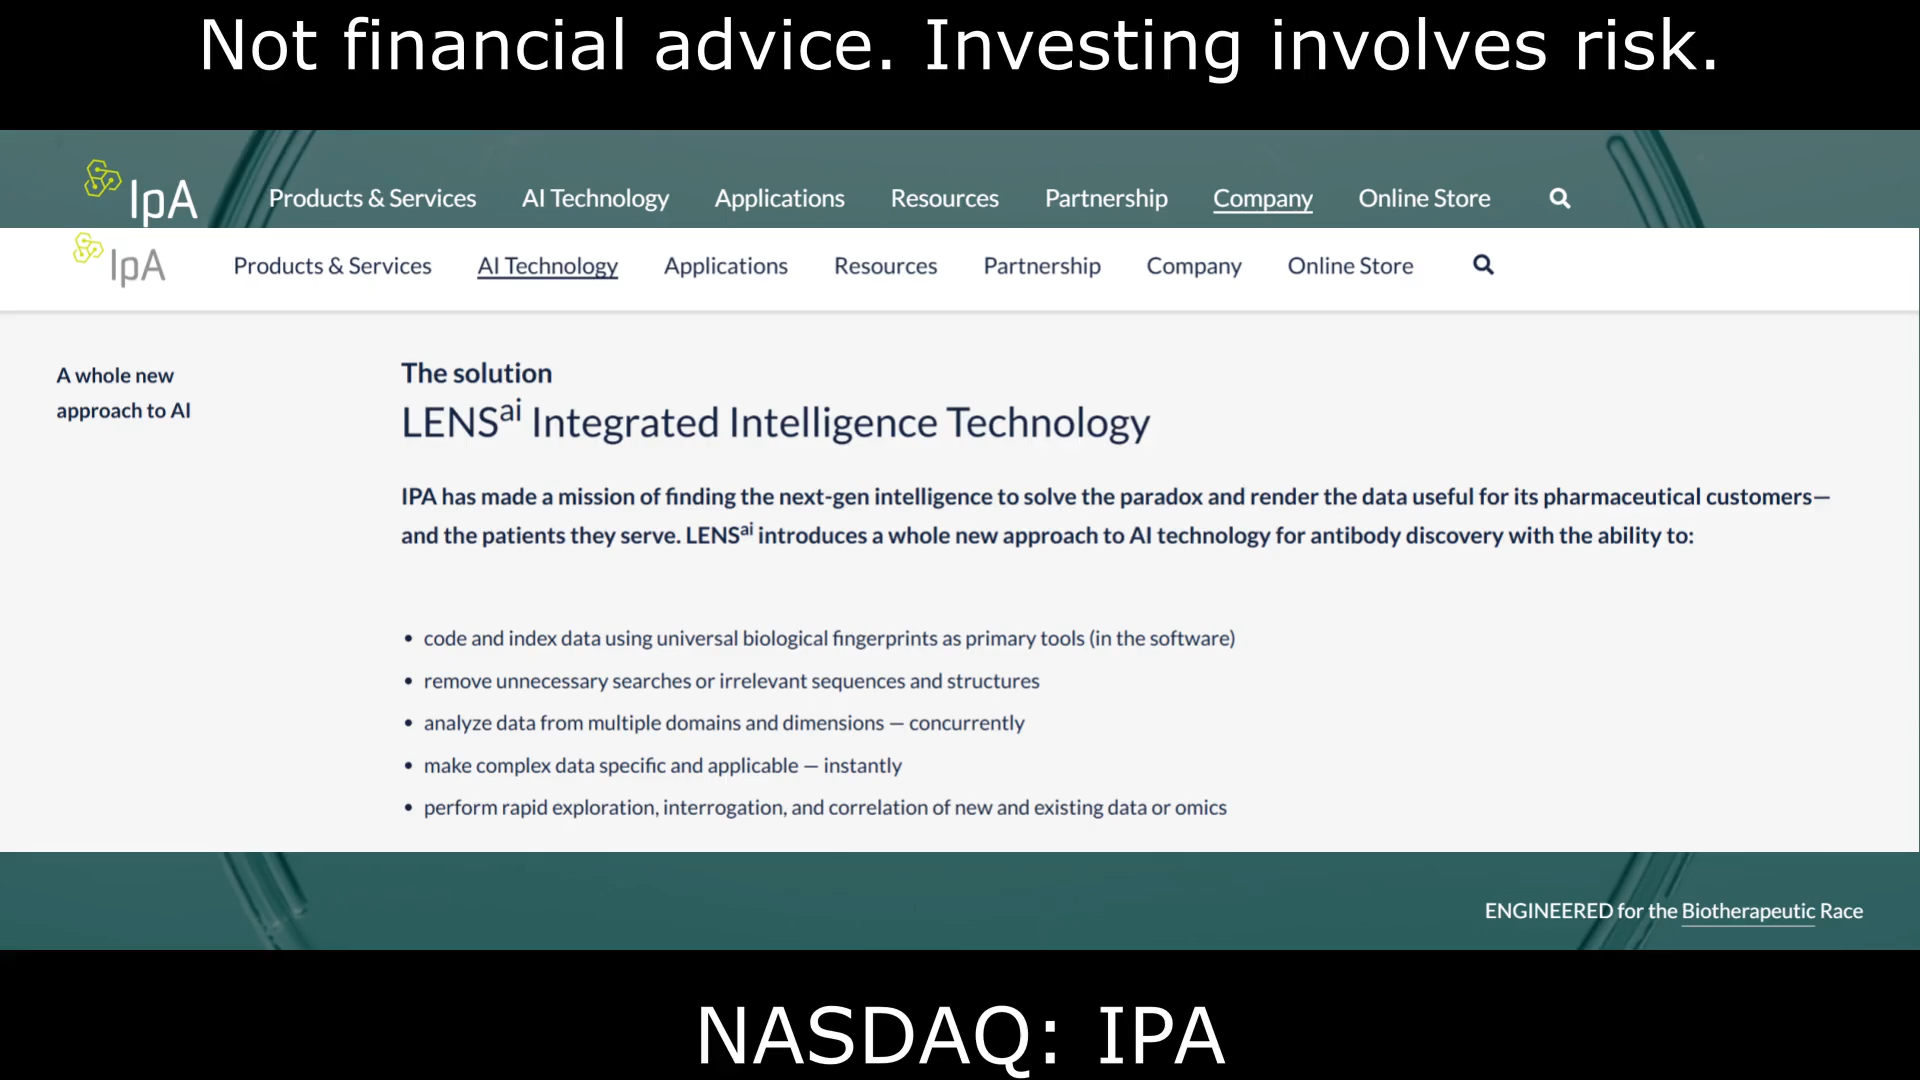 Not financial advice. Investing involves risk.
IpA Products & Services AI Technology Applications Resources Partnership Company Online Store
IpA Products & Services AI Technology Applications Resources Partnership Company Online Store
A whole new
approach to AI
The solution
LENSai Integrated Intelligence Technology
IPA has made a mission of finding the next-gen intelligence to solve the paradox and render the data useful for its pharmaceutical customers—
and the patients they serve. LENSai introduces a whole new approach to AI technology for antibody discovery with the ability to:
• code and index data using universal biological fingerprints as primary tools (in the software)
• remove unnecessary searches or irrelevant sequences and structures
• analyze data from multiple domains and dimensions — concurrently
• make complex data specific and applicable — instantly
• perform rapid exploration, interrogation, and correlation of new and existing data or omics
ENGINEERED for the Biotherapeutic Race
NASDAQ: IPA